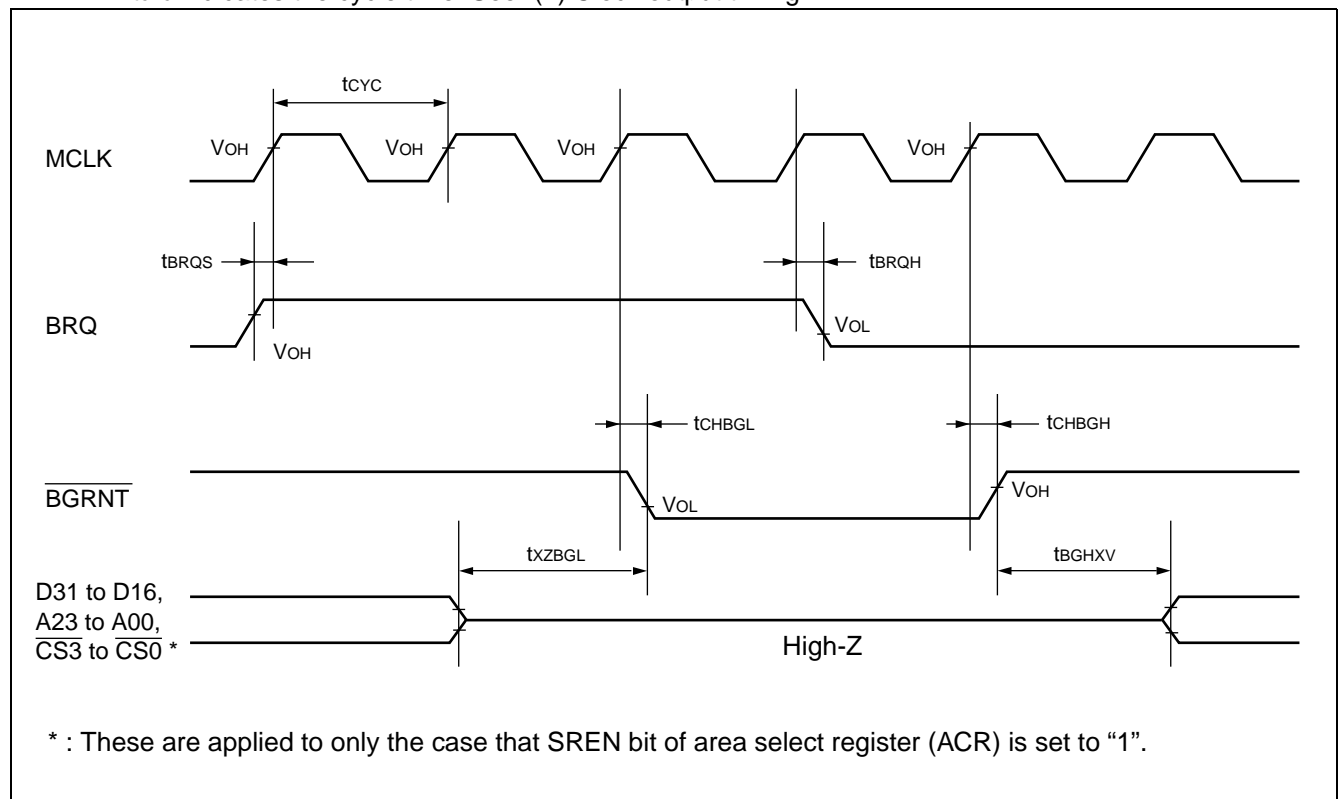 tCYC
VOH VOH VOH VOH
MCLK
tBRQS tBRQH
BRQ
VOH VOL
tCHBGL tCHBGH
BGRNT
VOL VOH
tXZBGL tBGHXV
D31 to D16,
A23 to A00,
CS3 to CS0 *
High-Z
* : These are applied to only the case that SREN bit of area select register (ACR) is set to “1”.